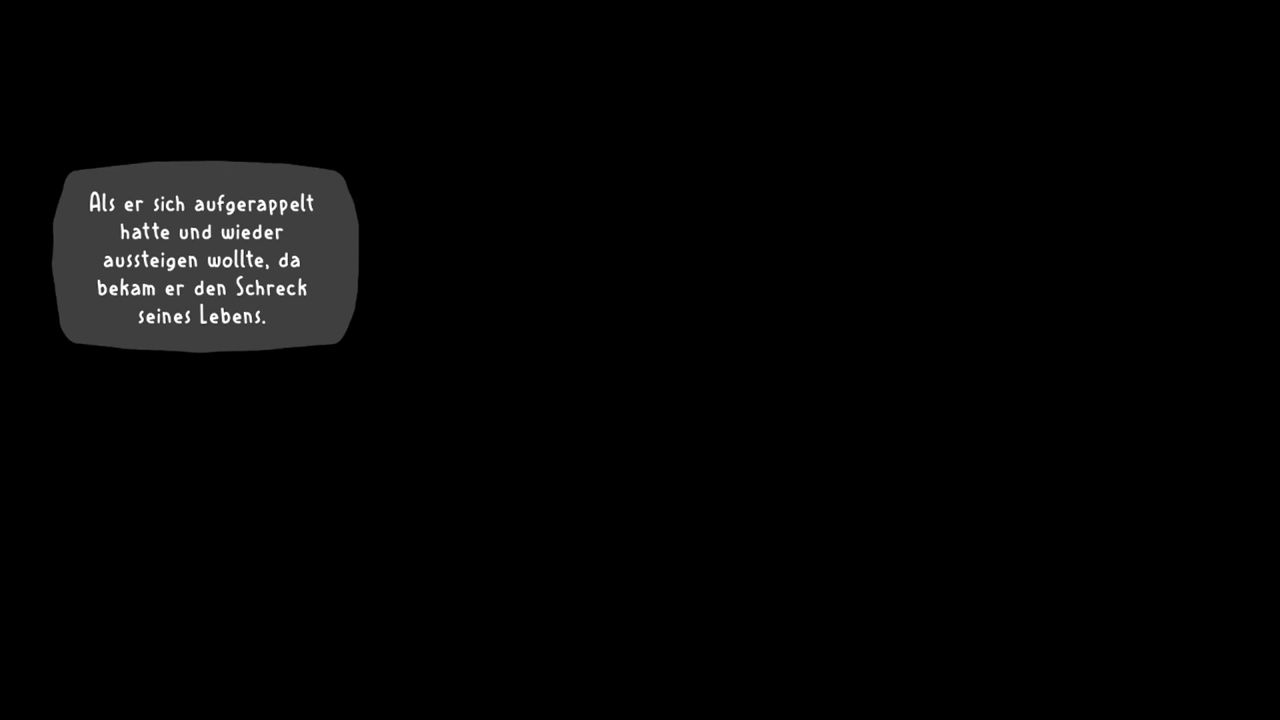 Als er sich aufgerappelt
hatte und wieder
aussteigen wollte, da
bekam er den Schreck
seines Lebens.